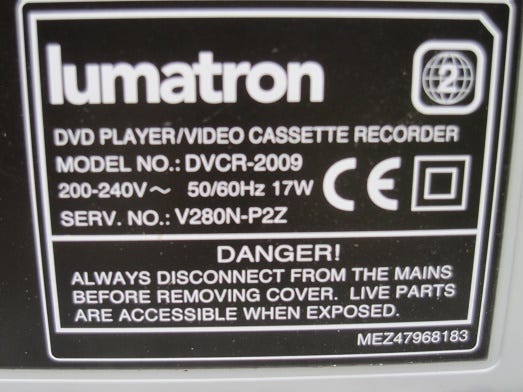 lumatron
2
DVD PLAYER/VIDEO CASSETTE RECORDER
MODEL NO.: DVCR-2009
200-240V～ 50/60Hz 17W CE
SERV. NO.: V280N-P2Z
DANGER!
ALWAYS DISCONNECT FROM THE MAINS
BEFORE REMOVING COVER. LIVE PARTS
ARE ACCESSIBLE WHEN EXPOSED.
MEZ47968183